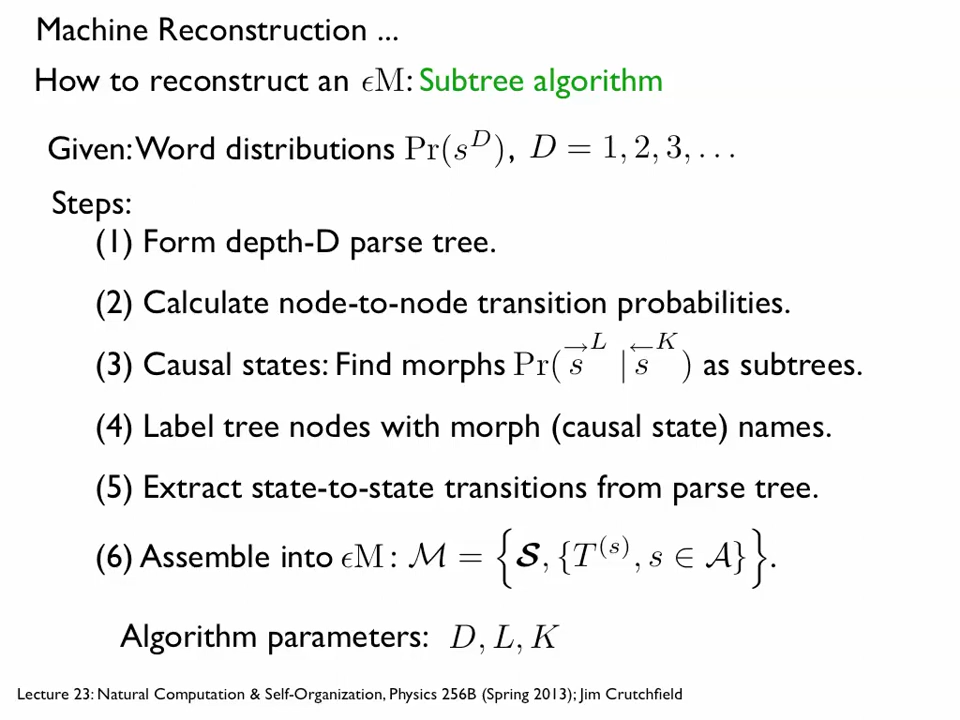 Machine Reconstruction ...
How to reconstruct an ϵM: Subtree algorithm
Given: Word distributions Pr(s^D), D = 1, 2, 3, . . .
Steps:
(1) Form depth-D parse tree.
(2) Calculate node-to-node transition probabilities.
(3) Causal states: Find morphs Pr(→s^L | ←s^K) as subtrees.
(4) Label tree nodes with morph (causal state) names.
(5) Extract state-to-state transitions from parse tree.
(6) Assemble into ϵM: M = {S, {T^(s), s ∈ A}}.
Algorithm parameters: D, L, K
Lecture 23: Natural Computation & Self-Organization, Physics 256B (Spring 2013); Jim Crutchfield